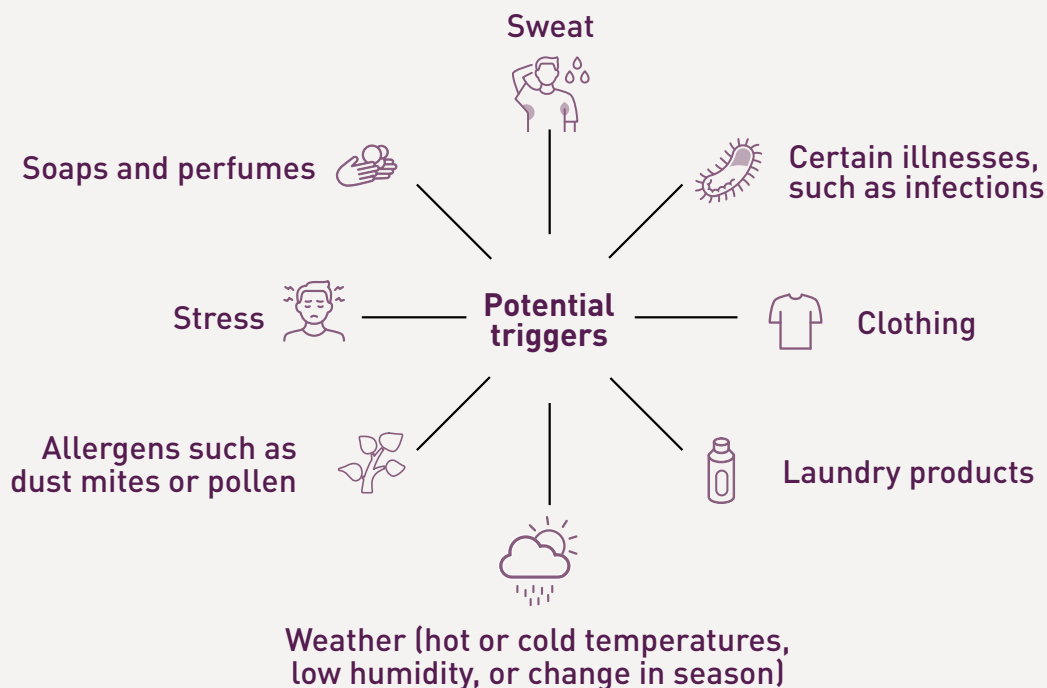 Sweat
Soaps and perfumes
Certain illnesses,
such as infections
Stress
Potential
triggers
Clothing
Allergens such as
dust mites or pollen
Laundry products
Weather (hot or cold temperatures,
low humidity, or change in season)